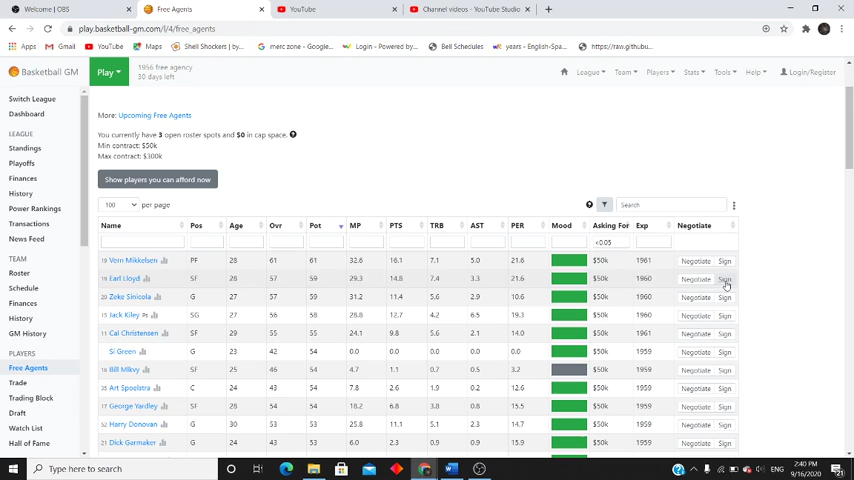 Welcome | OBS
Free Agents
YouTube
Channel videos - YouTube Studio
play.basketball-gm.com/l/4/free_agents
Apps
Gmail
YouTube
Maps
Shell Shockers | by...
merc zone - Google...
Login - Powered by...
Bell Schedules
years - English-Spa...
https://raw.githubu...
Basketball GM
Play
1956 free agency
30 days left
League
Team
Players
Stats
Tools
Help
Login/Register
Switch League
Dashboard
LEAGUE
Standings
Playoffs
Finances
History
Power Rankings
Transactions
News Feed
TEAM
Roster
Schedule
Finances
History
GM History
PLAYERS
Free Agents
Trade
Trading Block
Draft
Watch List
Hall of Fame
More: Upcoming Free Agents
You currently have 3 open roster spots and $0 in cap space.
Min contract: $50k
Max contract: $300k
Show players you can afford now
100 per page
Search
Name Pos Age Ovr Pot MP PTS TRB AST PER Mood Asking For Exp Negotiate
<0.05
19 Vern Mikkelsen PF 28 61 61 32.6 16.1 7.1 5.0 21.6 $50k 1961 Negotiate Sign
19 Earl Lloyd SF 28 57 59 29.3 14.8 7.4 3.3 21.6 $50k 1960 Negotiate Sign
20 Zeke Sinicola G 27 57 59 31.2 11.4 5.6 2.9 10.6 $50k 1960 Negotiate Sign
15 Jack Kiley Ps SG 27 56 58 28.8 12.7 4.2 6.5 19.3 $50k 1960 Negotiate Sign
11 Cal Christensen SF 29 55 55 24.1 9.8 5.6 2.1 14.0 $50k 1961 Negotiate Sign
Si Green G 23 42 54 0.0 0.0 0.0 0.0 0.0 $50k 1959 Negotiate Sign
Bill Mlkvy SF 25 46 54 4.7 1.1 0.7 0.5 3.2 $50k 1959 Negotiate Sign
Art Spoelstra C 24 43 54 7.8 2.6 1.9 0.2 12.6 $50k 1959 Negotiate Sign
17 George Yardley SF 28 54 54 18.2 6.8 3.8 0.8 15.5 $50k 1959 Negotiate Sign
Harry Donovan G 30 53 53 25.8 11.1 5.1 2.3 14.7 $50k 1959 Negotiate Sign
21 Dick Garmaker G 24 43 53 6.0 2.3 0.9 0.9 15.9 $50k 1959 Negotiate Sign
Type here to search
ENG
2:40 PM
9/16/2020
21